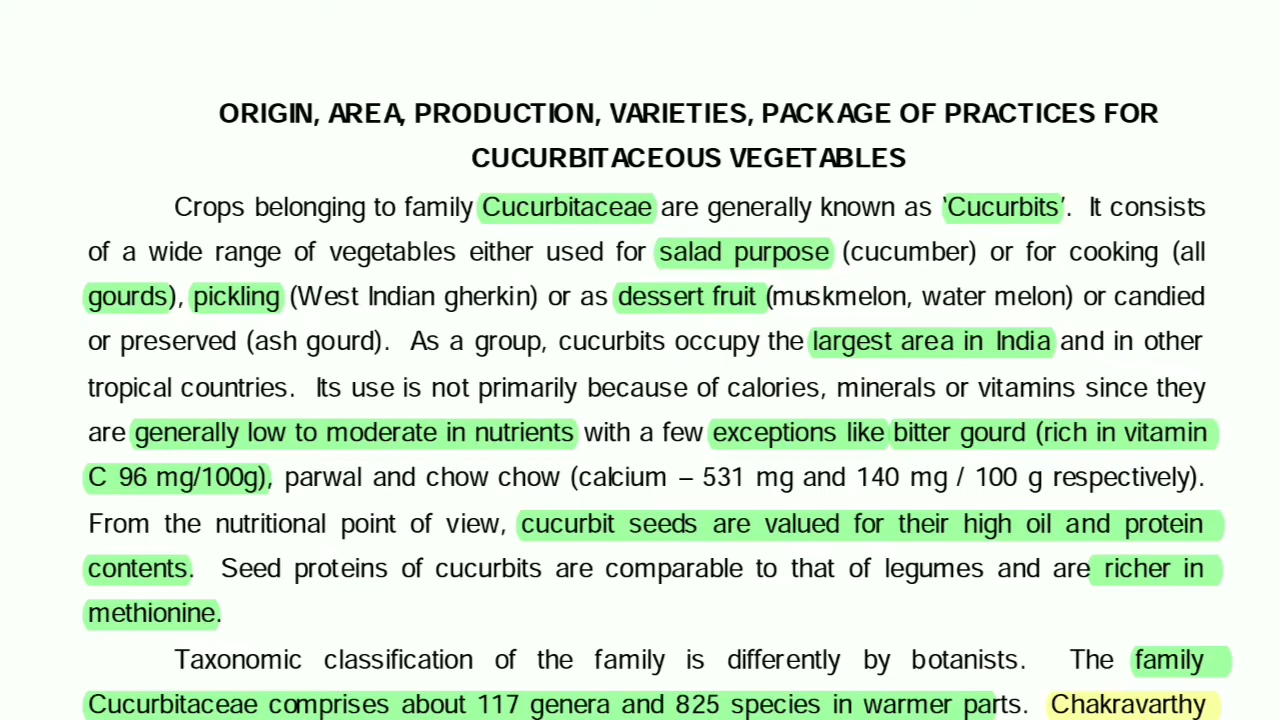 ORIGIN, AREA, PRODUCTION, VARIETIES, PACKAGE OF PRACTICES FOR
CUCURBITACEOUS VEGETABLES
Crops belonging to family Cucurbitaceae are generally known as ‘Cucurbits’. It consists
of a wide range of vegetables either used for salad purpose (cucumber) or for cooking (all
gourds), pickling (West Indian gherkin) or as dessert fruit (muskmelon, water melon) or candied
or preserved (ash gourd). As a group, cucurbits occupy the largest area in India and in other
tropical countries. Its use is not primarily because of calories, minerals or vitamins since they
are generally low to moderate in nutrients with a few exceptions like bitter gourd (rich in vitamin
C 96 mg/100g), parwal and chow chow (calcium – 531 mg and 140 mg / 100 g respectively).
From the nutritional point of view, cucurbit seeds are valued for their high oil and protein
contents. Seed proteins of cucurbits are comparable to that of legumes and are richer in
methionine.
Taxonomic classification of the family is differently by botanists. The family
Cucurbitaceae comprises about 117 genera and 825 species in warmer parts. Chakravarthy